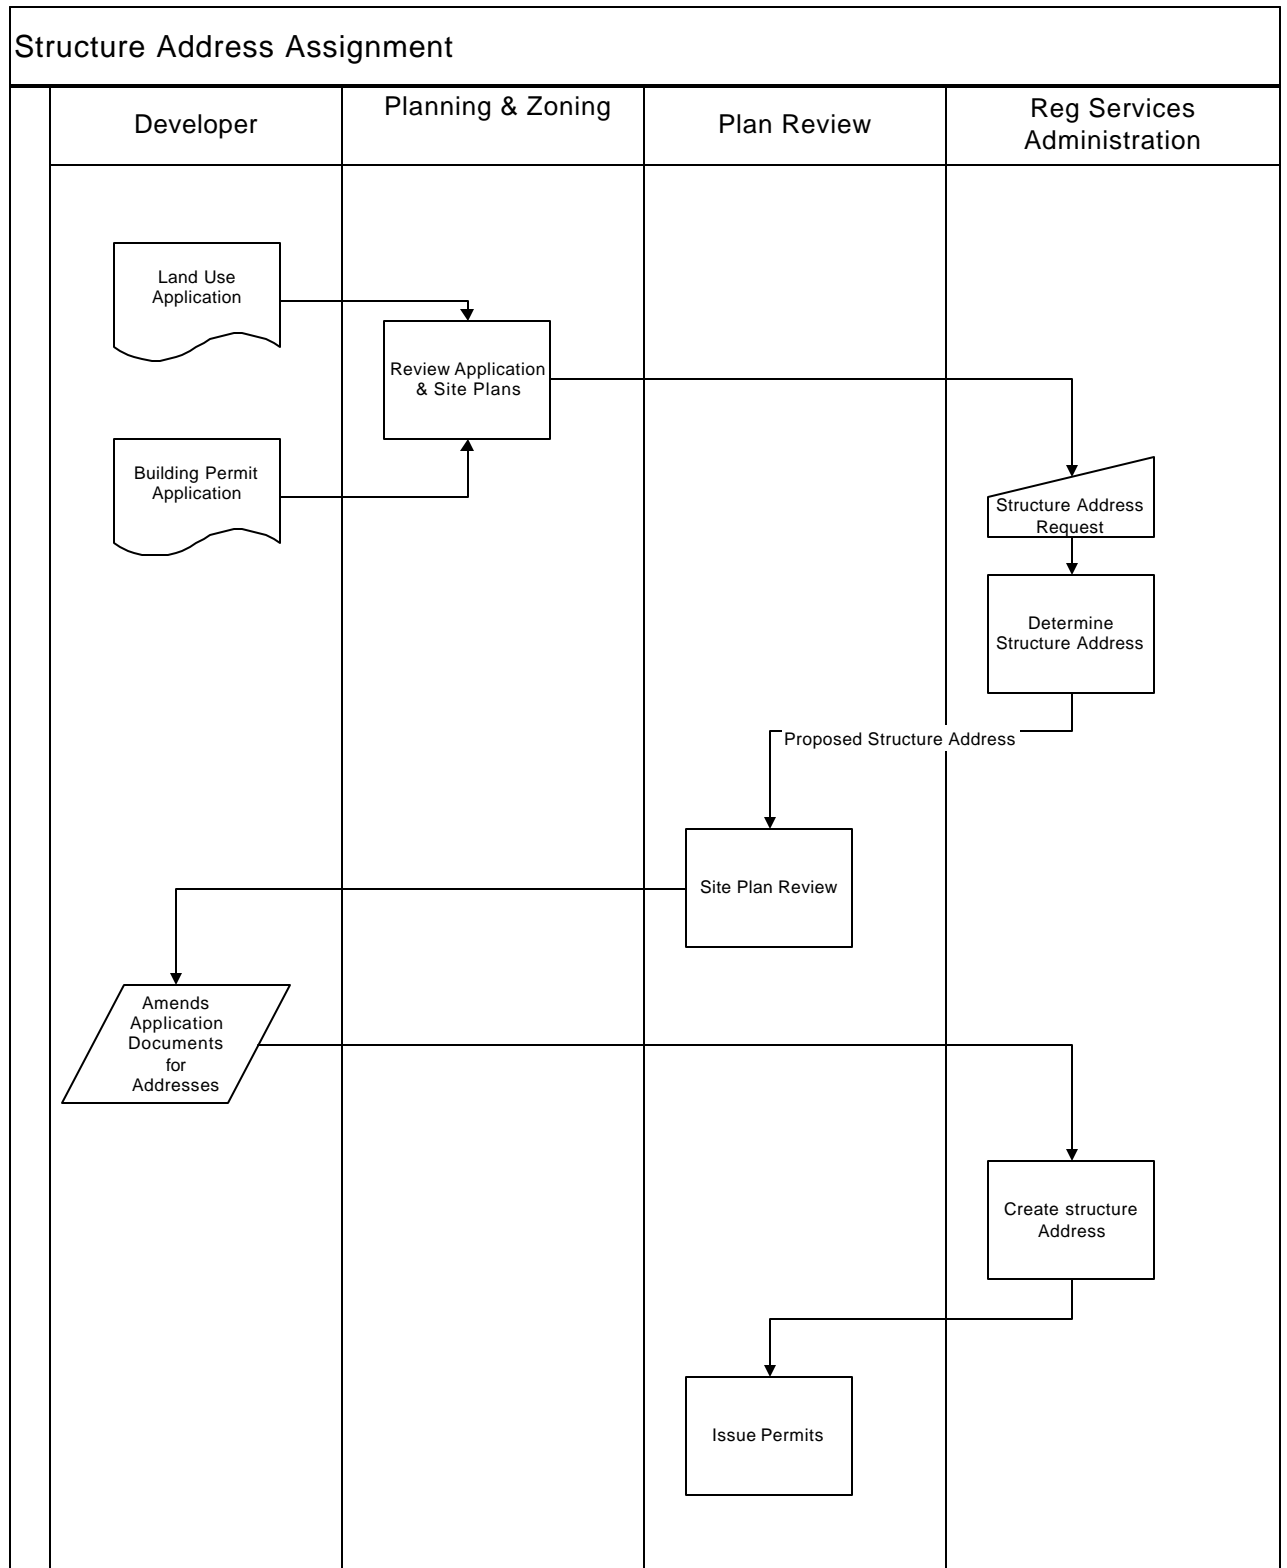 Structure Address Assignment
Developer
Planning & Zoning
Plan Review
Reg Services
Administration
Land Use
Application
Review Application
& Site Plans
Building Permit
Application
Structure Address
Request
Determine
Structure Address
Proposed Structure Address
Site Plan Review
Amends
Application
Documents
for
Addresses
Create structure
Address
Issue Permits